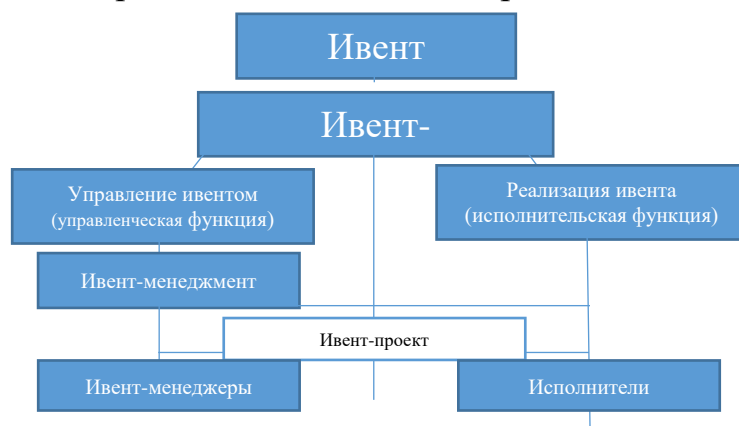 Ивент
Ивент-
Управление ивентом
(управленческая функция)
Реализация ивента
(исполнительская функция)
Ивент-менеджмент
Ивент-проект
Ивент-менеджеры
Исполнители